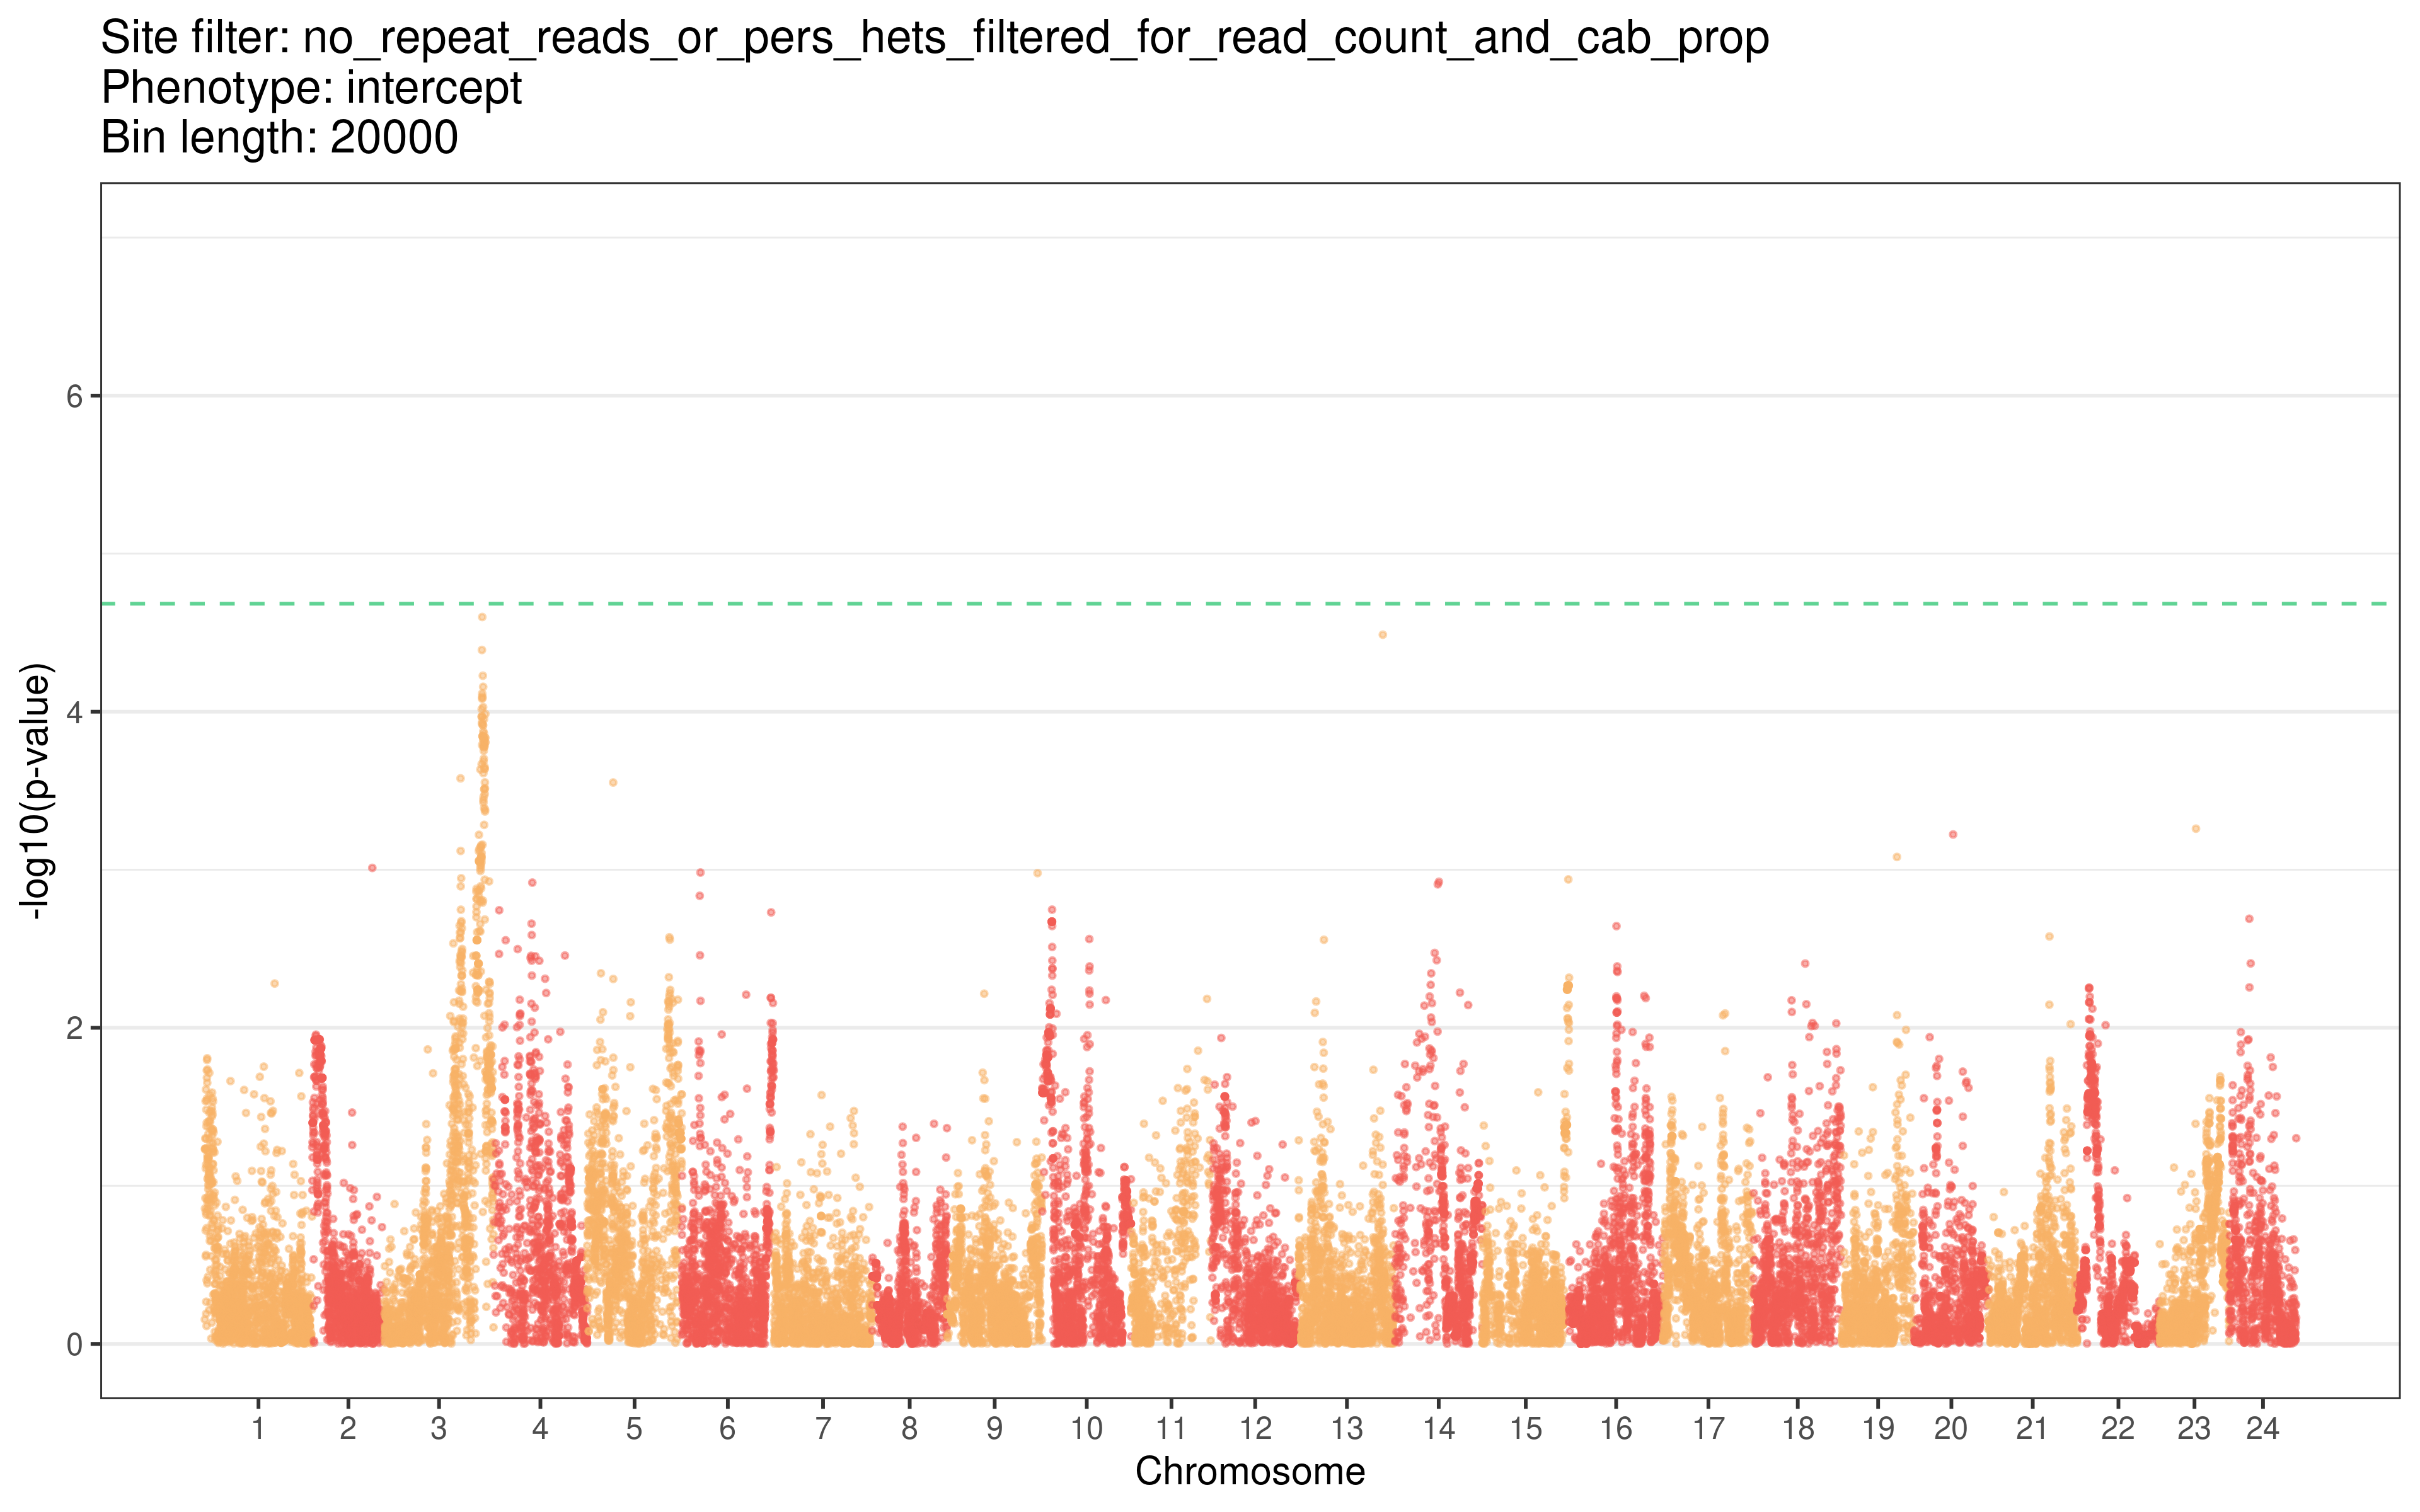 Site filter: no_repeat_reads_or_pers_hets_filtered_for_read_count_and_cab_prop
Phenotype: intercept
Bin length: 20000
6
4
2
0
-log10(p-value)
1 2 3 4 5 6 7 8 9 10 11 12 13 14 15 16 17 18 19 20 21 22 23 24
Chromosome